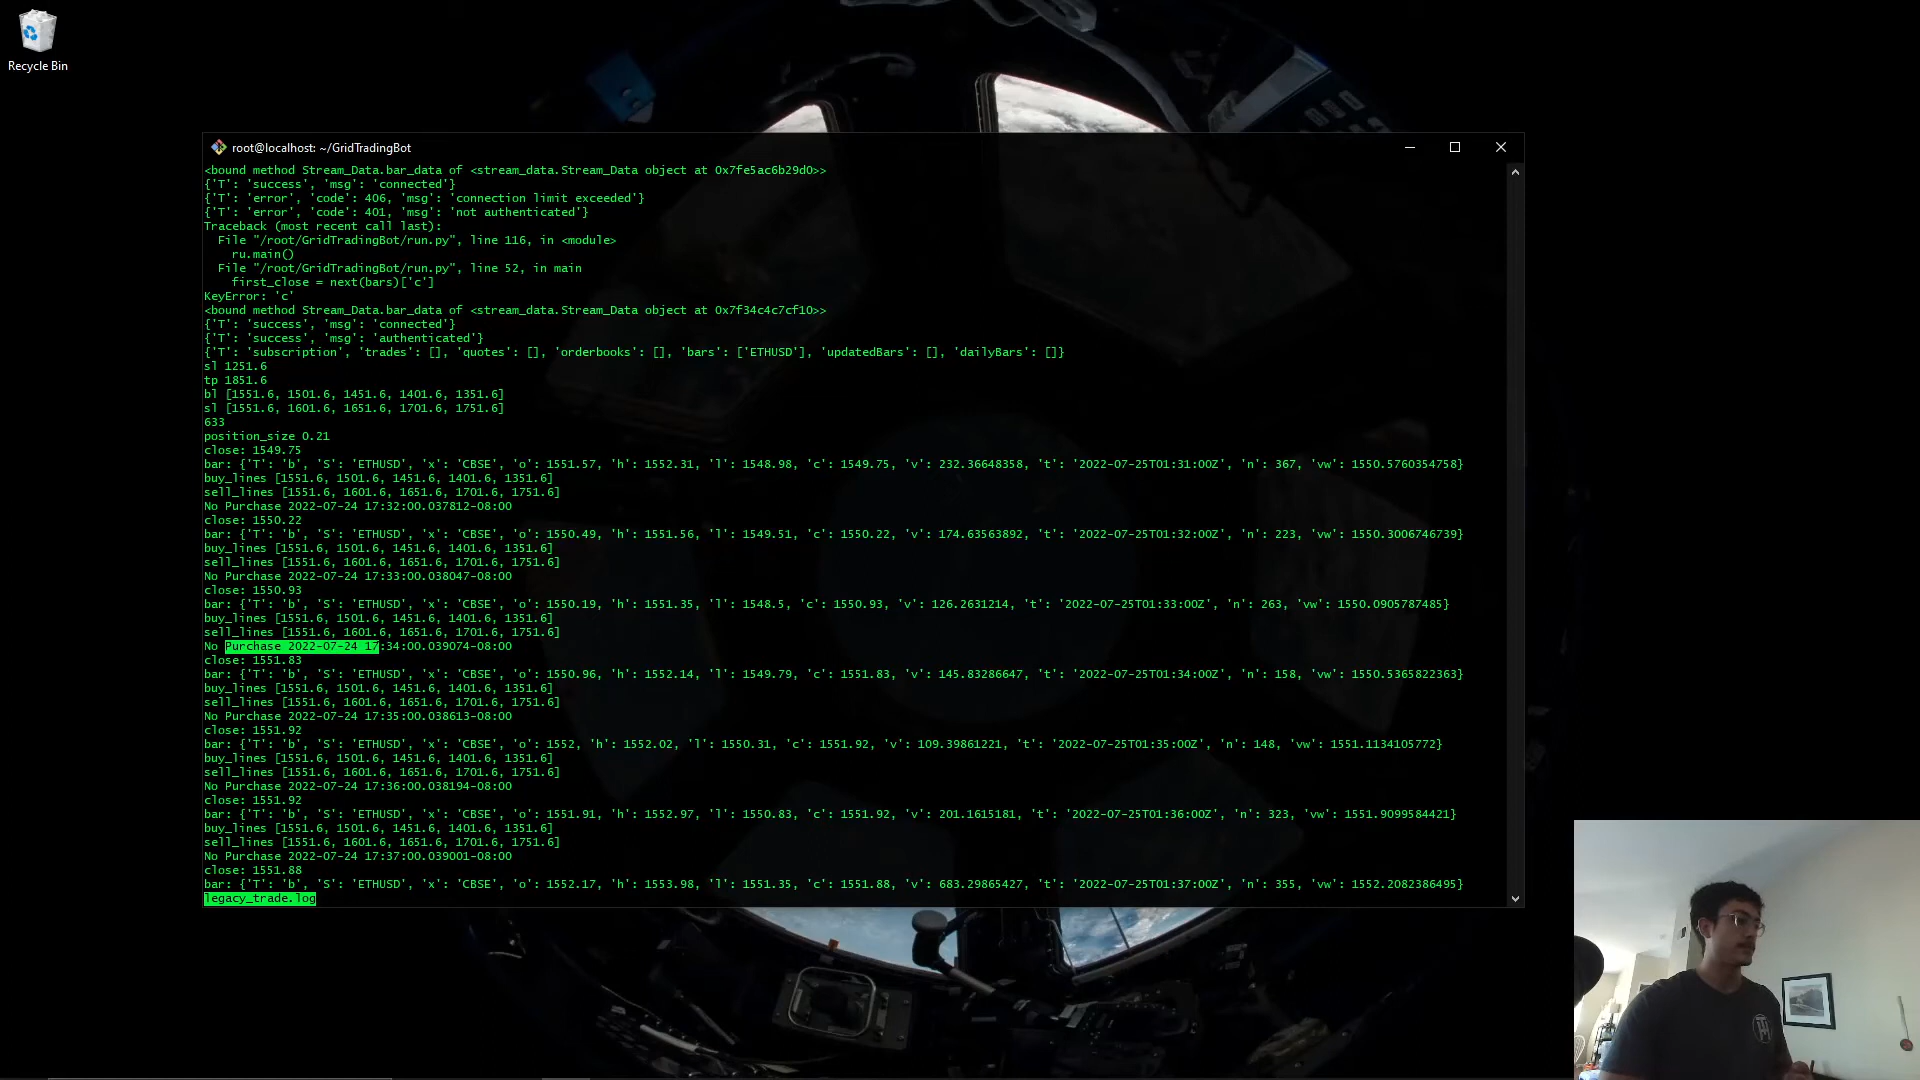 Recycle Bin
root@localhost: ~/GridTradingBot
<bound method Stream_Data.bar_data of <stream_data.Stream_Data object at 0x7fe5ac6b29d0>>
{'T': 'success', 'msg': 'connected'}
{'T': 'error', 'code': 406, 'msg': 'connection limit exceeded'}
{'T': 'error', 'code': 401, 'msg': 'not authenticated'}
Traceback (most recent call last):
File "/root/GridTradingBot/run.py", line 116, in <module>
ru.main()
File "/root/GridTradingBot/run.py", line 52, in main
first_close = next(bars)['c']
KeyError: 'c'
<bound method Stream_Data.bar_data of <stream_data.Stream_Data object at 0x7f34c4c7cf10>>
{'T': 'success', 'msg': 'connected'}
{'T': 'success', 'msg': 'authenticated'}
{'T': 'subscription', 'trades': [], 'quotes': [], 'orderbooks': [], 'bars': ['ETHUSD'], 'updatedBars': [], 'dailyBars': []}
sl 1251.6
tp 1851.6
bl [1551.6, 1501.6, 1451.6, 1401.6, 1351.6]
sl [1551.6, 1601.6, 1651.6, 1701.6, 1751.6]
633
position_size 0.21
close: 1549.75
bar: {'T': 'b', 'S': 'ETHUSD', 'x': 'CBSE', 'o': 1551.57, 'h': 1552.31, 'l': 1548.98, 'c': 1549.75, 'v': 232.36648358, 't': '2022-07-25T01:31:00Z', 'n': 367, 'vw': 1550.5760354758}
buy_lines [1551.6, 1501.6, 1451.6, 1401.6, 1351.6]
sell_lines [1551.6, 1601.6, 1651.6, 1701.6, 1751.6]
No Purchase 2022-07-24 17:32:00.037812-08:00
close: 1550.22
bar: {'T': 'b', 'S': 'ETHUSD', 'x': 'CBSE', 'o': 1550.49, 'h': 1551.56, 'l': 1549.51, 'c': 1550.22, 'v': 174.63563892, 't': '2022-07-25T01:32:00Z', 'n': 223, 'vw': 1550.3006746739}
buy_lines [1551.6, 1501.6, 1451.6, 1401.6, 1351.6]
sell_lines [1551.6, 1601.6, 1651.6, 1701.6, 1751.6]
No Purchase 2022-07-24 17:33:00.038047-08:00
close: 1550.93
bar: {'T': 'b', 'S': 'ETHUSD', 'x': 'CBSE', 'o': 1550.19, 'h': 1551.35, 'l': 1548.5, 'c': 1550.93, 'v': 126.2631214, 't': '2022-07-25T01:33:00Z', 'n': 263, 'vw': 1550.0905787485}
buy_lines [1551.6, 1501.6, 1451.6, 1401.6, 1351.6]
sell_lines [1551.6, 1601.6, 1651.6, 1701.6, 1751.6]
No Purchase 2022-07-24 17:34:00.039074-08:00
close: 1551.83
bar: {'T': 'b', 'S': 'ETHUSD', 'x': 'CBSE', 'o': 1550.96, 'h': 1552.14, 'l': 1549.79, 'c': 1551.83, 'v': 145.83286647, 't': '2022-07-25T01:34:00Z', 'n': 158, 'vw': 1550.5365822363}
buy_lines [1551.6, 1501.6, 1451.6, 1401.6, 1351.6]
sell_lines [1551.6, 1601.6, 1651.6, 1701.6, 1751.6]
No Purchase 2022-07-24 17:35:00.038613-08:00
close: 1551.92
bar: {'T': 'b', 'S': 'ETHUSD', 'x': 'CBSE', 'o': 1552, 'h': 1552.02, 'l': 1550.31, 'c': 1551.92, 'v': 109.39861221, 't': '2022-07-25T01:35:00Z', 'n': 148, 'vw': 1551.1134105772}
buy_lines [1551.6, 1501.6, 1451.6, 1401.6, 1351.6]
sell_lines [1551.6, 1601.6, 1651.6, 1701.6, 1751.6]
No Purchase 2022-07-24 17:36:00.038194-08:00
close: 1551.92
bar: {'T': 'b', 'S': 'ETHUSD', 'x': 'CBSE', 'o': 1551.91, 'h': 1552.97, 'l': 1550.83, 'c': 1551.92, 'v': 201.1615181, 't': '2022-07-25T01:36:00Z', 'n': 323, 'vw': 1551.9099584421}
buy_lines [1551.6, 1501.6, 1451.6, 1401.6, 1351.6]
sell_lines [1551.6, 1601.6, 1651.6, 1701.6, 1751.6]
No Purchase 2022-07-24 17:37:00.039001-08:00
close: 1551.88
bar: {'T': 'b', 'S': 'ETHUSD', 'x': 'CBSE', 'o': 1552.17, 'h': 1553.98, 'l': 1551.35, 'c': 1551.88, 'v': 683.29865427, 't': '2022-07-25T01:37:00Z', 'n': 355, 'vw': 1552.2082386495}
legacy_trade.log